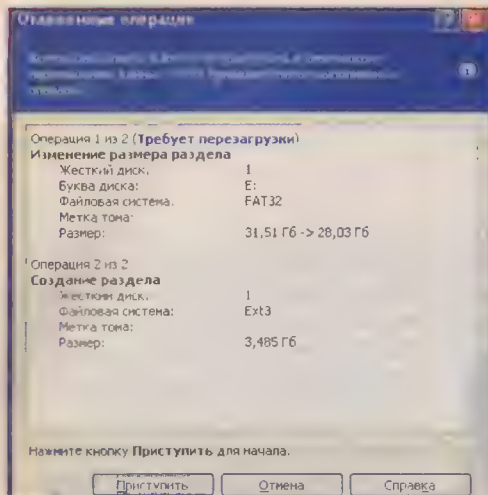 Отложенные операции
Операция 1 из 2 (Требует перезагрузки)
Изменение размера раздела
Жесткий диск: 1
Буква диска: E:
Файловая система: FAT32
Метка тома:
Размер: 31,51 Гб -> 28,03 Гб
Операция 2 из 2
Создание раздела
Жесткий диск: 1
Файловая система: Ext3
Метка тома:
Размер: 3,485 Гб
Нажмите кнопку Приступить для начала.
Приступить Отмена Справка